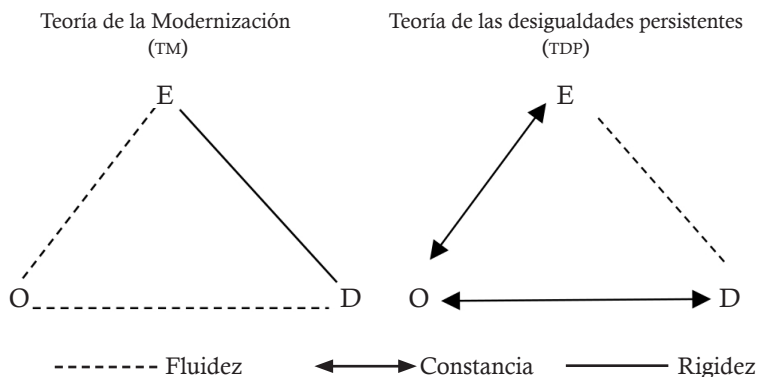 Teoría de la Modernización
(TM)
Teoría de las desigualdades persistentes
(TDP)
E
E
O
D
O
D
Fluidez
Constancia
Rigidez